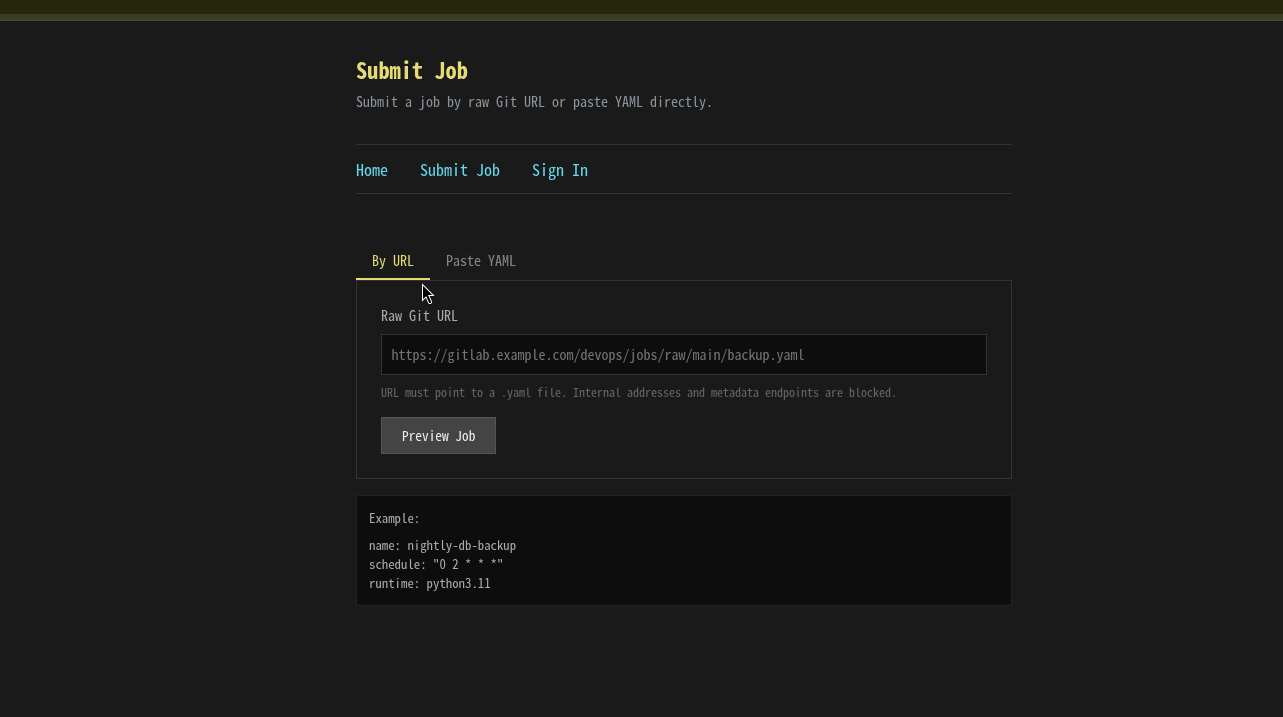 Submit Job
Submit a job by raw Git URL or paste YAML directly.
Home Submit Job Sign In
By URL Paste YAML
Raw Git URL
https://gitlab.example.com/devops/jobs/raw/main/backup.yaml
URL must point to a .yaml file. Internal addresses and metadata endpoints are blocked.
Preview Job
Example:
name: nightly-db-backup
schedule: "0 2 * * *"
runtime: python3.11